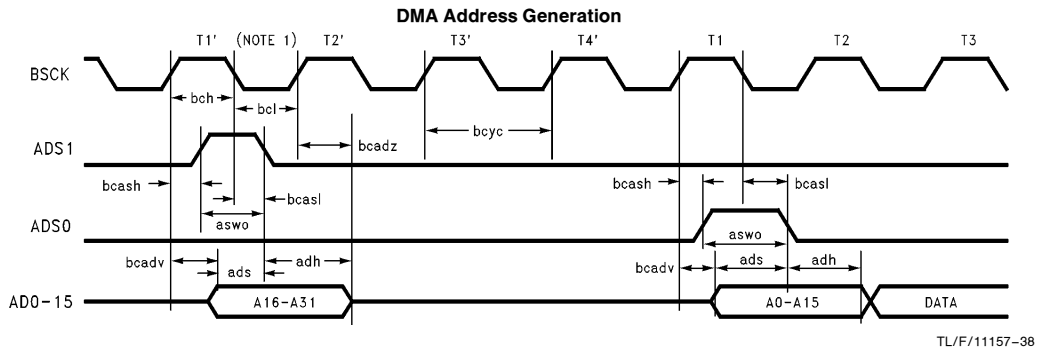 DMA Address Generation
T1' (NOTE 1) T2' T3' T4' T1 T2 T3
BSCK
bch bcl bcyc bcadz
ADS1
bcash bcasl bcash bcasl
aswo
ADS0
aswo
bcadv ads adh bcadv ads adh
AD0-15 A16-A31 A0-A15 DATA
TL/F/11157–38